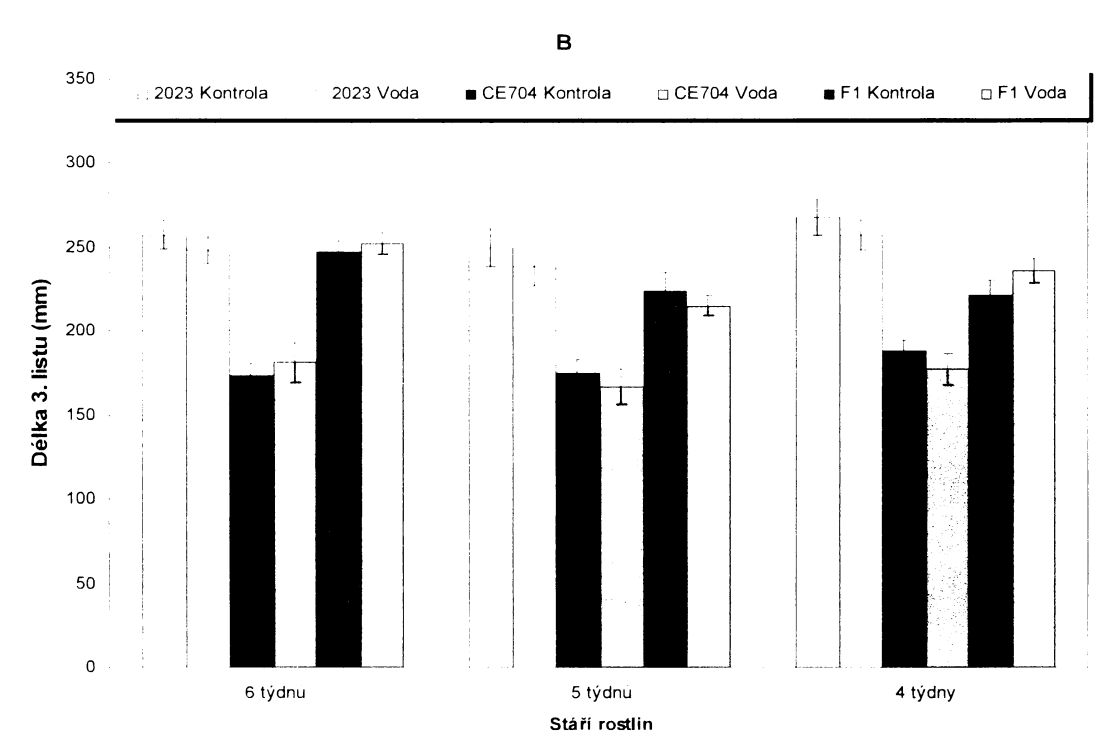 B
350
2023 Kontrola 2023 Voda CE704 Kontrola CE704 Voda F1 Kontrola F1 Voda
300
250
200
150
100
50
0
Délka 3. listu (mm)
6 týdnu 5 týdnu 4 týdny
Stáří rostlin